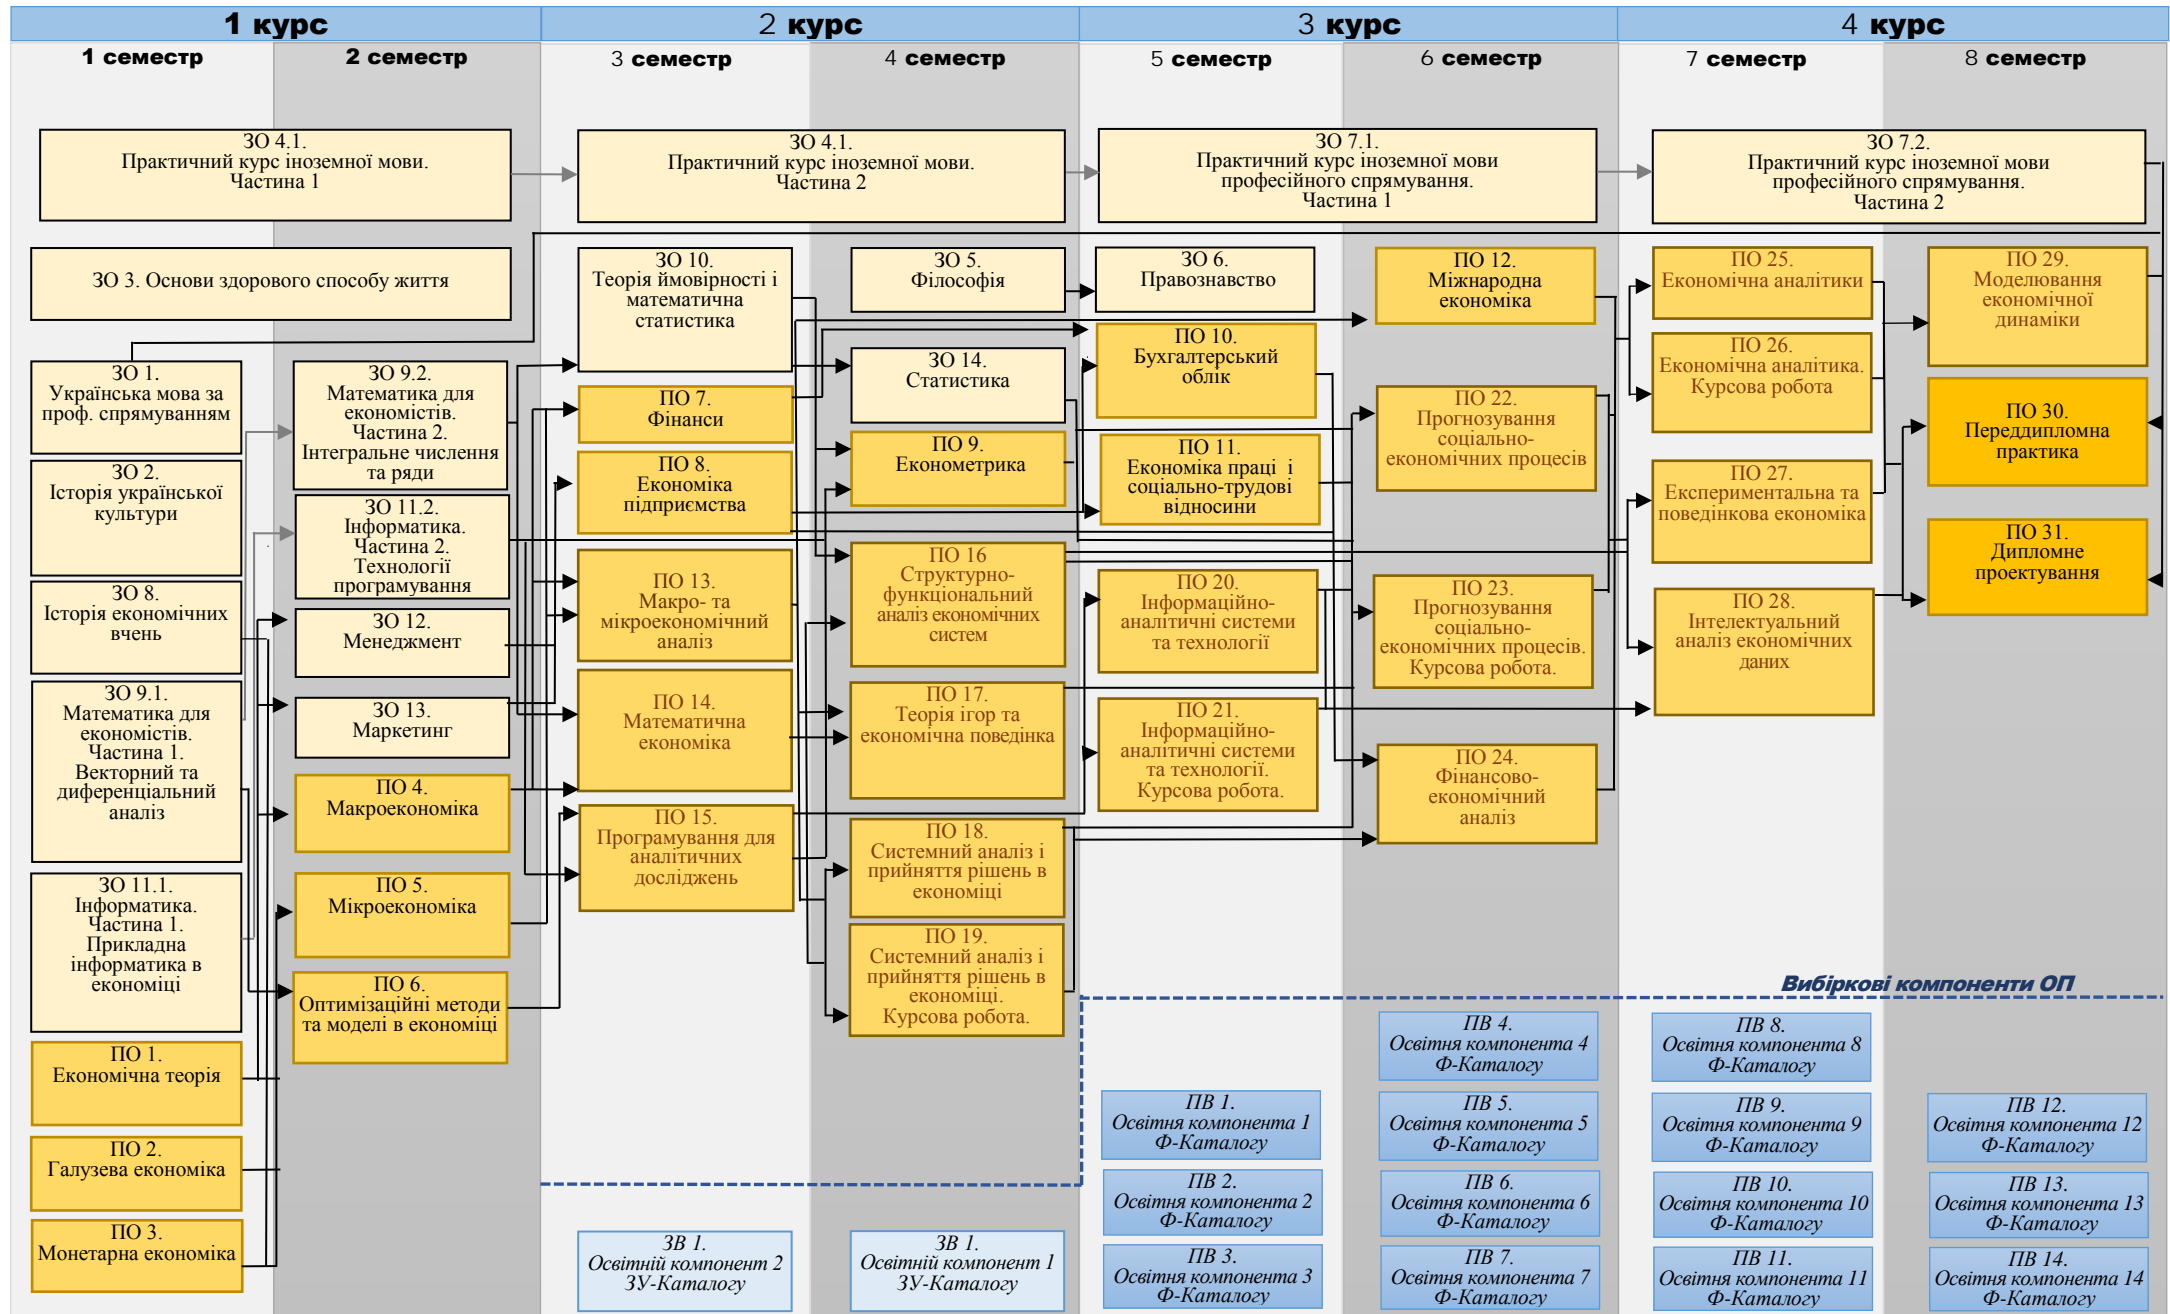 1 курс
2 курс
3 курс
4 курс
1 семестр
2 семестр
3 семестр
4 семестр
5 семестр
6 семестр
7 семестр
8 семестр
ЗО 4.1.
Практичний курс іноземної мови.
Частина 1
ЗО 4.1.
Практичний курс іноземної мови.
Частина 2
ЗО 7.1.
Практичний курс іноземної мови
професійного спрямування.
Частина 1
ЗО 7.2.
Практичний курс іноземної мови
професійного спрямування.
Частина 2
ЗО 3. Основи здорового способу життя
ЗО 1.
Українська мова за
проф. спрямуванням
ЗО 2.
Історія української
культури
ЗО 8.
Історія економічних
вчень
ЗО 9.1.
Математика для
економістів.
Частина 1.
Векторний та
диференціальний
аналіз
ЗО 11.1.
Інформатика.
Частина 1.
Прикладна
інформатика в
економіці
ПО 1.
Економічна теорія
ПО 2.
Галузева економіка
ПО 3.
Монетарна економіка
ЗО 9.2.
Математика для
економістів.
Частина 2.
Інтегральне числення
та ряди
ЗО 11.2.
Інформатика.
Частина 2.
Технології
програмування
ЗО 12.
Менеджмент
ЗО 13.
Маркетинг
ПО 4.
Макроекономіка
ПО 5.
Мікроекономіка
ПО 6.
Оптимізаційні методи
та моделі в економіці
ЗО 10.
Теорія ймовірності і
математична
статистика
ПО 7.
Фінанси
ПО 8.
Економіка
підприємства
ПО 13.
Макро- та
мікроекономічний
аналіз
ПО 14.
Математична
економіка
ПО 15.
Програмування для
аналітичних
досліджень
ЗВ 1.
Освітній компонент 2
ЗУ-Каталогу
ЗО 5.
Філософія
ЗО 14.
Статистика
ПО 9.
Економетрика
ПО 16
Структурно-
функціональний
аналіз економічних
систем
ПО 17.
Теорія ігор та
економічна поведінка
ПО 18.
Системний аналіз і
прийняття рішень в
економіці
ПО 19.
Системний аналіз і
прийняття рішень в
економіці.
Курсова робота.
ЗВ 1.
Освітній компонент 1
ЗУ-Каталогу
ЗО 6.
Правознавство
ПО 10.
Бухгалтерський
облік
ПО 11.
Економіка праці і
соціально-трудові
відносини
ПО 20.
Інформаційно-
аналітичні системи
та технології
ПО 21.
Інформаційно-
аналітичні системи
та технології.
Курсова робота.
ПВ 1.
Освітня компонента 1
Ф-Каталогу
ПВ 2.
Освітня компонента 2
Ф-Каталогу
ПВ 3.
Освітня компонента 3
Ф-Каталогу
ПО 12.
Міжнародна
економіка
ПО 22.
Прогнозування
соціально-
економічних процесів
ПО 23.
Прогнозування
соціально-
економічних процесів.
Курсова робота.
ПО 24.
Фінансово-
економічний
аналіз
ПВ 4.
Освітня компонента 4
Ф-Каталогу
ПВ 5.
Освітня компонента 5
Ф-Каталогу
ПВ 6.
Освітня компонента 6
Ф-Каталогу
ПВ 7.
Освітня компонента 7
Ф-Каталогу
ПО 25.
Економічна аналітики
ПО 26.
Економічна аналітика.
Курсова робота
ПО 27.
Експериментальна та
поведінкова економіка
ПО 28.
Інтелектуальний
аналіз економічних
даних
Вибіркові компоненти ОП
ПВ 8.
Освітня компонента 8
Ф-Каталогу
ПВ 9.
Освітня компонента 9
Ф-Каталогу
ПВ 10.
Освітня компонента 10
Ф-Каталогу
ПВ 11.
Освітня компонента 11
Ф-Каталогу
ПО 29.
Моделювання
економічної
динаміки
ПО 30.
Переддипломна
практика
ПО 31.
Дипломне
проектування
ПВ 12.
Освітня компонента 12
Ф-Каталогу
ПВ 13.
Освітня компонента 13
Ф-Каталогу
ПВ 14.
Освітня компонента 14
Ф-Каталогу